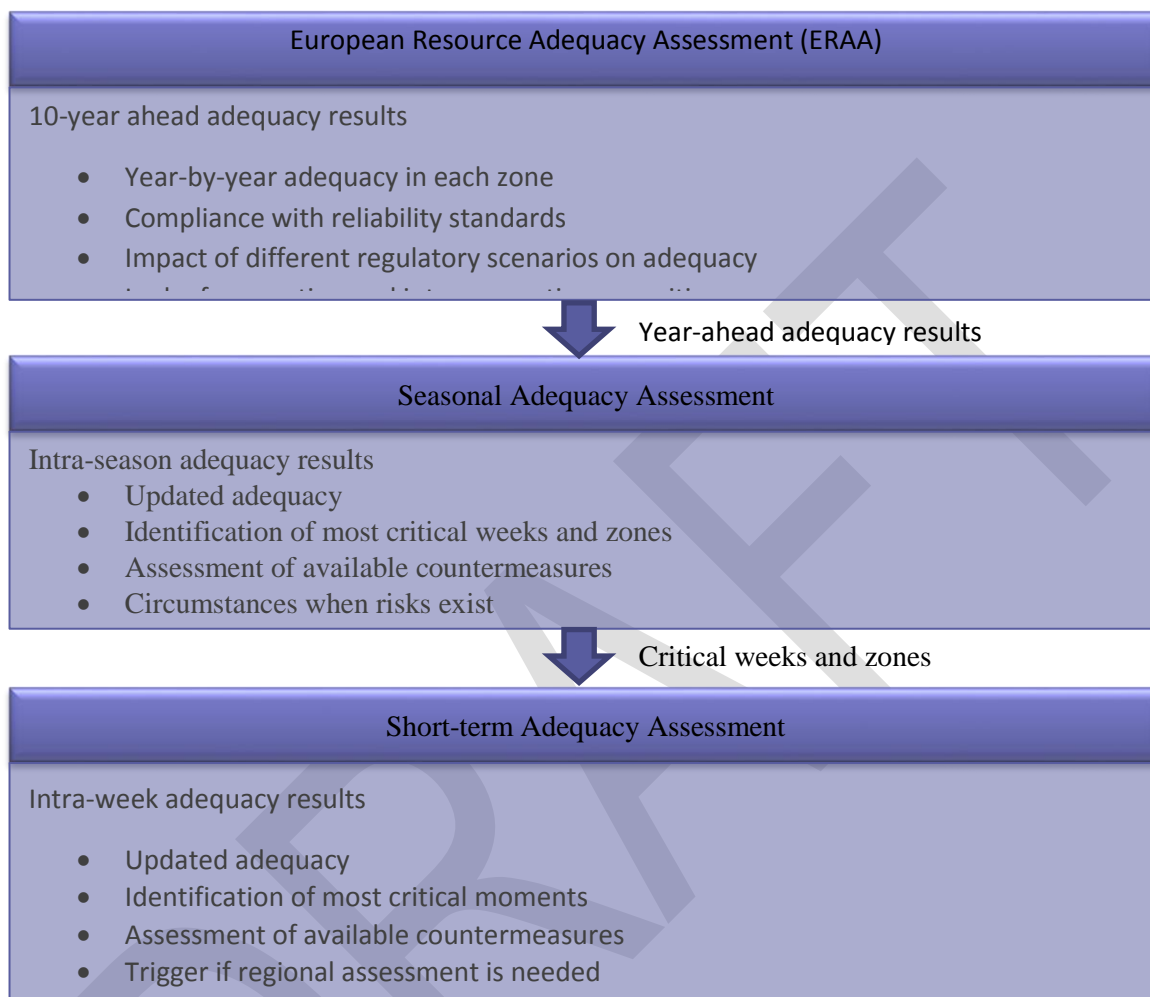 European Resource Adequacy Assessment (ERAA)
10-year ahead adequacy results
• Year-by-year adequacy in each zone
• Compliance with reliability standards
• Impact of different regulatory scenarios on adequacy
Year-ahead adequacy results
Seasonal Adequacy Assessment
Intra-season adequacy results
• Updated adequacy
• Identification of most critical weeks and zones
• Assessment of available countermeasures
• Circumstances when risks exist
Critical weeks and zones
Short-term Adequacy Assessment
Intra-week adequacy results
• Updated adequacy
• Identification of most critical moments
• Assessment of available countermeasures
• Trigger if regional assessment is needed
DRAFT